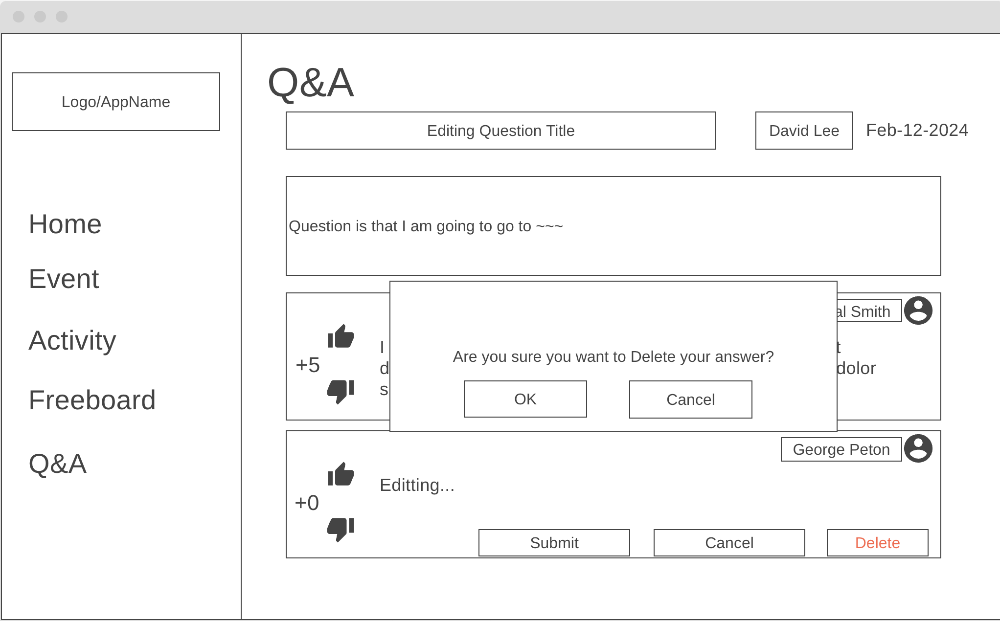 Logo/AppName
Home
Event
Activity
Freeboard
Q&A
Q&A
Editing Question Title
David Lee
Feb-12-2024
Question is that I am going to go to ~~~
Smith
+5
I
dolor
Are you sure you want to Delete your answer?
OK
Cancel
George Peton
+0
Editting...
Submit
Cancel
Delete